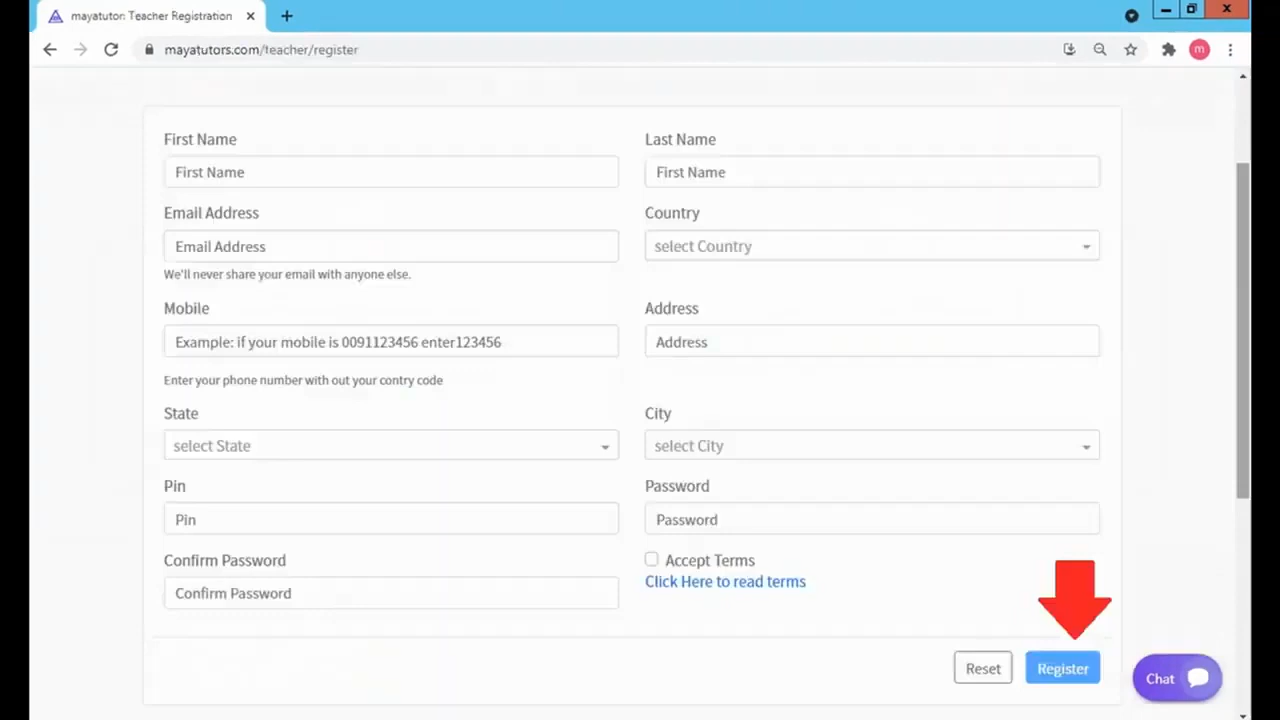 mayatutor: Teacher Registration
mayatutors.com/teacher/register
m
First Name
Last Name
First Name
First Name
Email Address
Country
Email Address
select Country
We'll never share your email with anyone else.
Mobile
Address
Example: if your mobile is 0091123456 enter123456
Address
Enter your phone number with out your contry code
State
City
select State
select City
Pin
Password
Pin
Password
Confirm Password
Accept Terms
Click Here to read terms
Confirm Password
Reset
Register
Chat